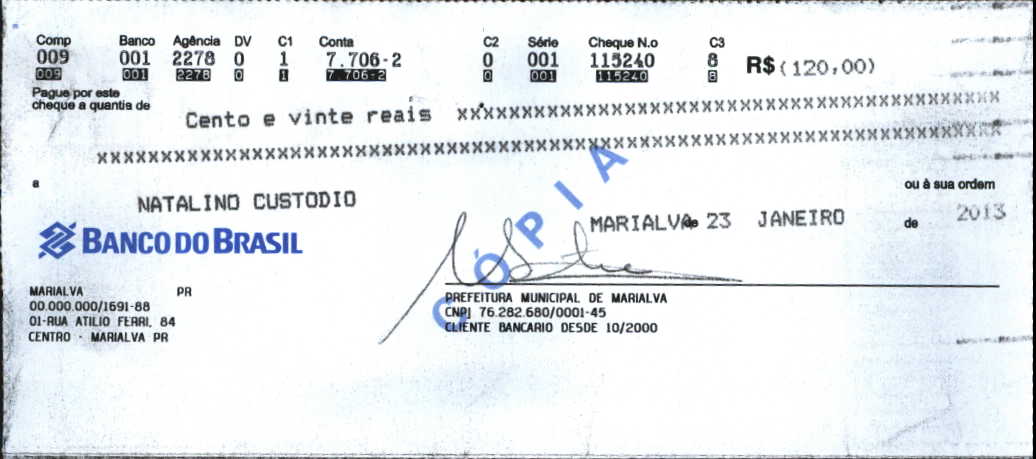 Comp Banco Agência DV C1 Conta C2 Série Cheque N.o C3
009 001 2278 0 1 7.706-2 0 001 115240 8 R$(120,00)
009 001 2278 0 1 7.706-2 0 001 115240 8
Pague por este
cheque a quantia de
Cento e vinte reais xxxxxxxxxxxxxxxxxxxxxxxxxxxxxxxxxxxxxxxxxxxxxx
xxxxxxxxxxxxxxxxxxxxxxxxxxxxxxxxxxxxxxxxxxxxxxxxxxxxxxxxxxxxxxxxxxxxxxxxxxxx
a NATALINO CUSTODIO ou à sua ordem
CÓPIA
MARIALVA de 23 JANEIRO de 2013
BANCO DO BRASIL
MARIALVA PR
00.000.000/1691-88
01-RUA ATILIO FERRI, 84
CENTRO - MARIALVA PR
PREFEITURA MUNICIPAL DE MARIALVA
CNPJ 76.282.680/0001-45
CLIENTE BANCARIO DESDE 10/2000